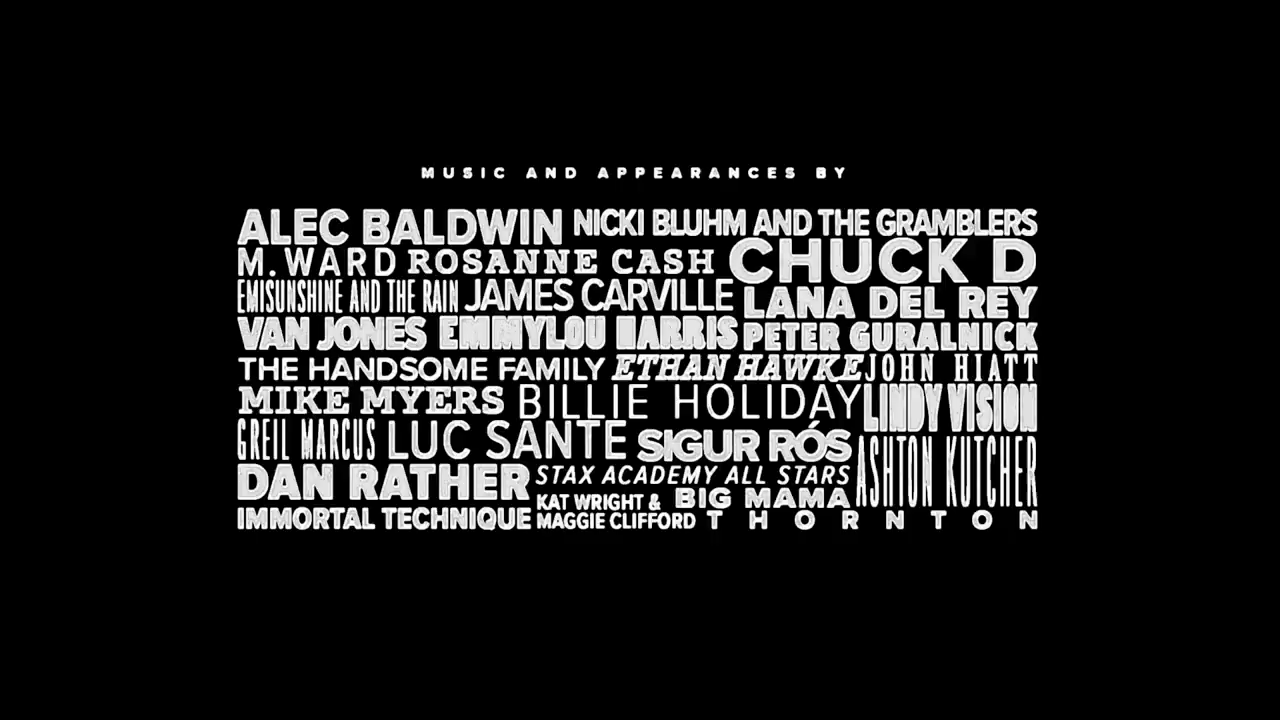 MUSIC AND APPEARANCES BY
ALEC BALDWIN NICKI BLUHM AND THE GRAMBLERS
M. WARD ROSANNE CASH CHUCK D
EMISUNSHINE AND THE RAIN JAMES CARVILLE LANA DEL REY
VAN JONES EMMYLOU HARRIS PETER GURALNICK
THE HANDSOME FAMILY ETHAN HAWKE JOHN HIATT
MIKE MYERS BILLIE HOLIDAY LINDY VISION
GREIL MARCUS LUC SANTE SIGUR RÓS ASHTON KUTCHER
DAN RATHER STAX ACADEMY ALL STARS
IMMORTAL TECHNIQUE KAT WRIGHT & MAGGIE CLIFFORD BIG MAMA THORNTON